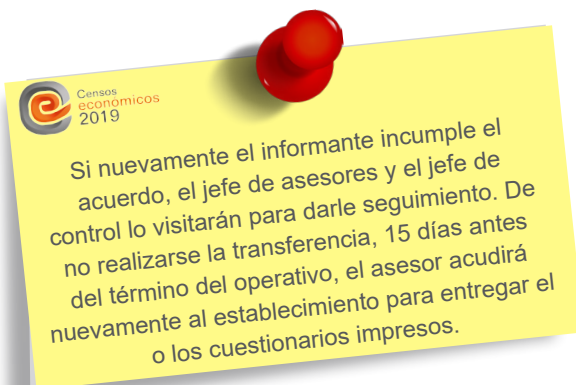 Censos
económicos
2019
Si nuevamente el informante incumple el
acuerdo, el jefe de asesores y el jefe de
control lo visitarán para darle seguimiento. De
no realizarse la transferencia, 15 días antes
del término del operativo, el asesor acudirá
nuevamente al establecimiento para entregar el
o los cuestionarios impresos.